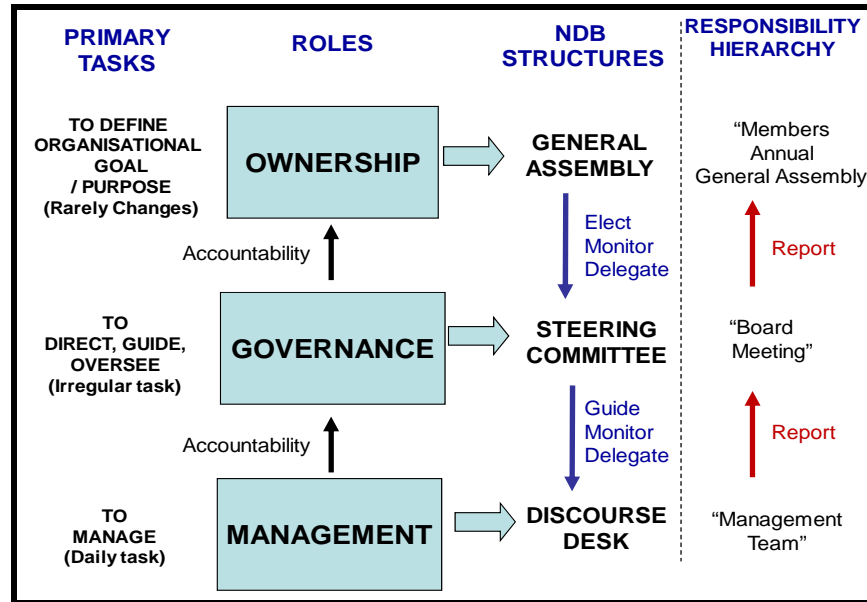 PRIMARY
TASKS
ROLES
NDB
STRUCTURES
RESPONSIBILITY
HIERARCHY
TO DEFINE
ORGANISATIONAL
GOAL
/ PURPOSE
(Rarely Changes)
OWNERSHIP
GENERAL
ASSEMBLY
“Members
Annual
General Assembly”
Accountability
Elect
Monitor
Delegate
Report
TO
DIRECT, GUIDE,
OVERSEE
(Irregular task)
GOVERNANCE
STEERING
COMMITTEE
“Board
Meeting”
Accountability
Guide
Monitor
Delegate
Report
TO
MANAGE
(Daily task)
MANAGEMENT
DISCOURSE
DESK
“Management
Team”